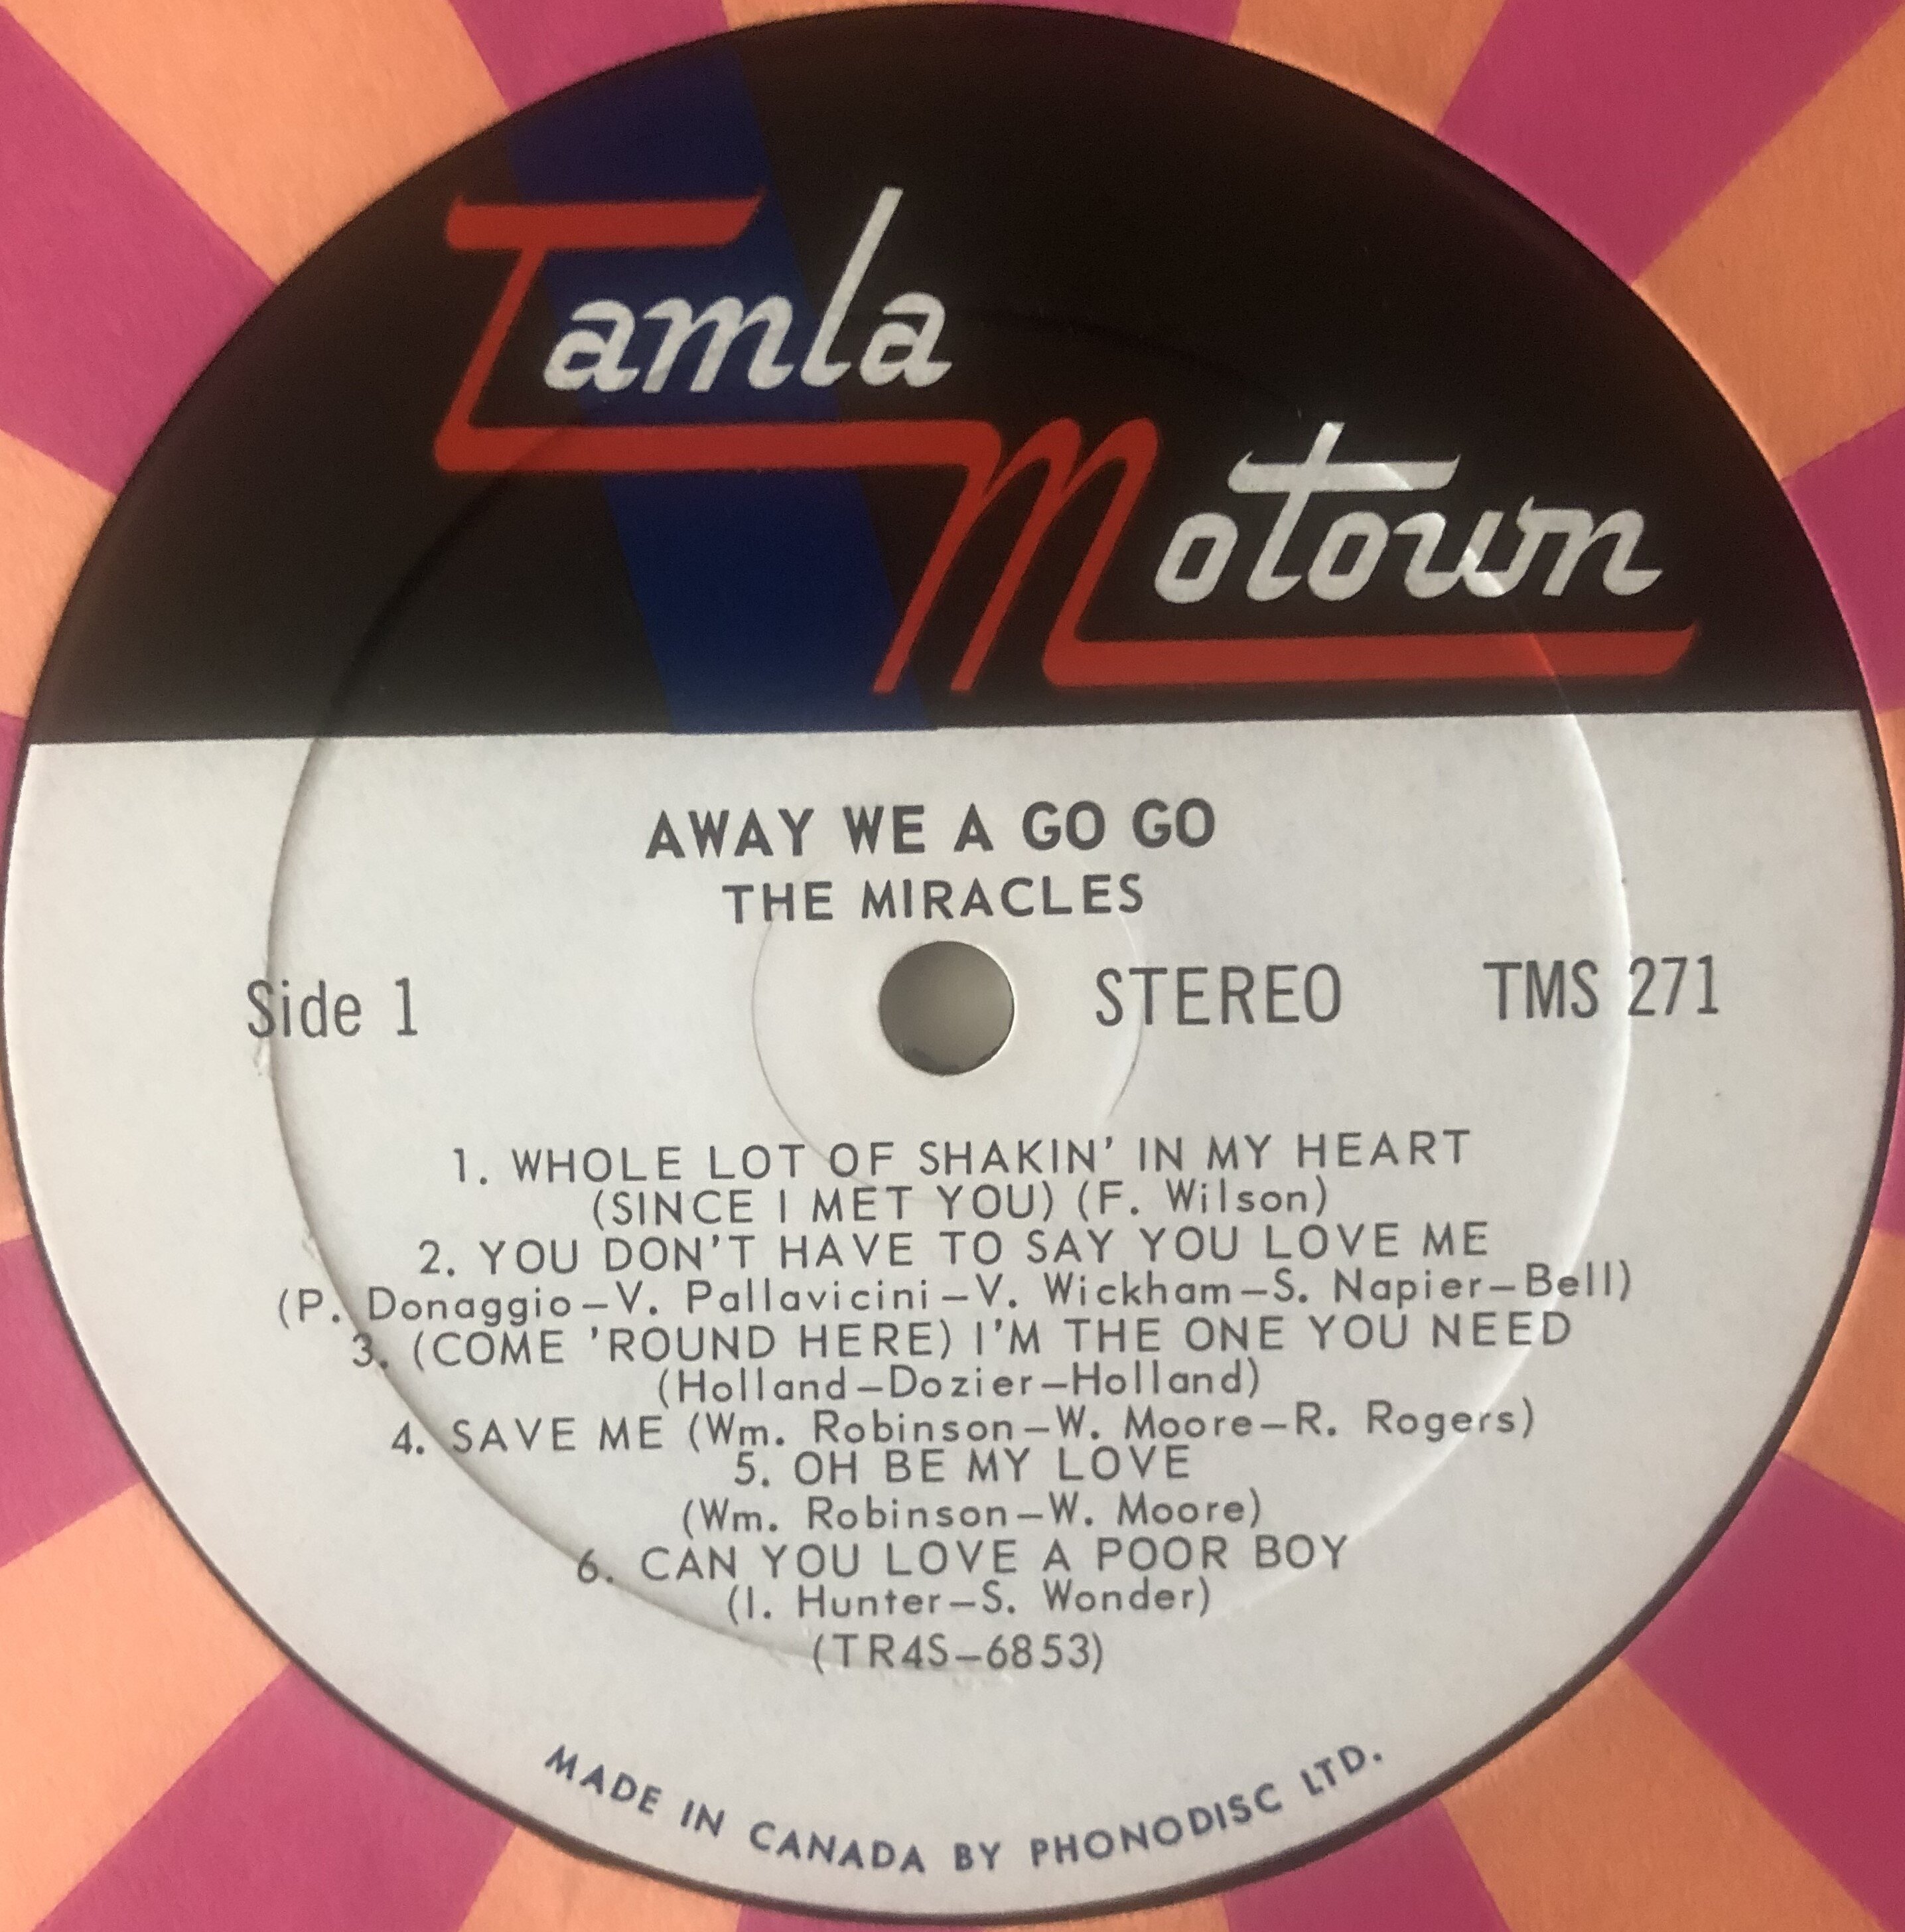 Tamla
Motown
AWAY WE A GO GO
THE MIRACLES
Side 1 STEREO TMS 271
1. WHOLE LOT OF SHAKIN' IN MY HEART
(SINCE I MET YOU) (F. Wilson)
2. YOU DON'T HAVE TO SAY YOU LOVE ME
(P. Donaggio–V. Pallavicini–V. Wickham–S. Napier–Bell)
3. (COME 'ROUND HERE) I'M THE ONE YOU NEED
(Holland–Dozier–Holland)
4. SAVE ME (Wm. Robinson–W. Moore–R. Rogers)
5. OH BE MY LOVE
(Wm. Robinson–W. Moore)
6. CAN YOU LOVE A POOR BOY
(I. Hunter–S. Wonder)
(TR4S–6853)
MADE IN CANADA BY PHONODISC LTD.